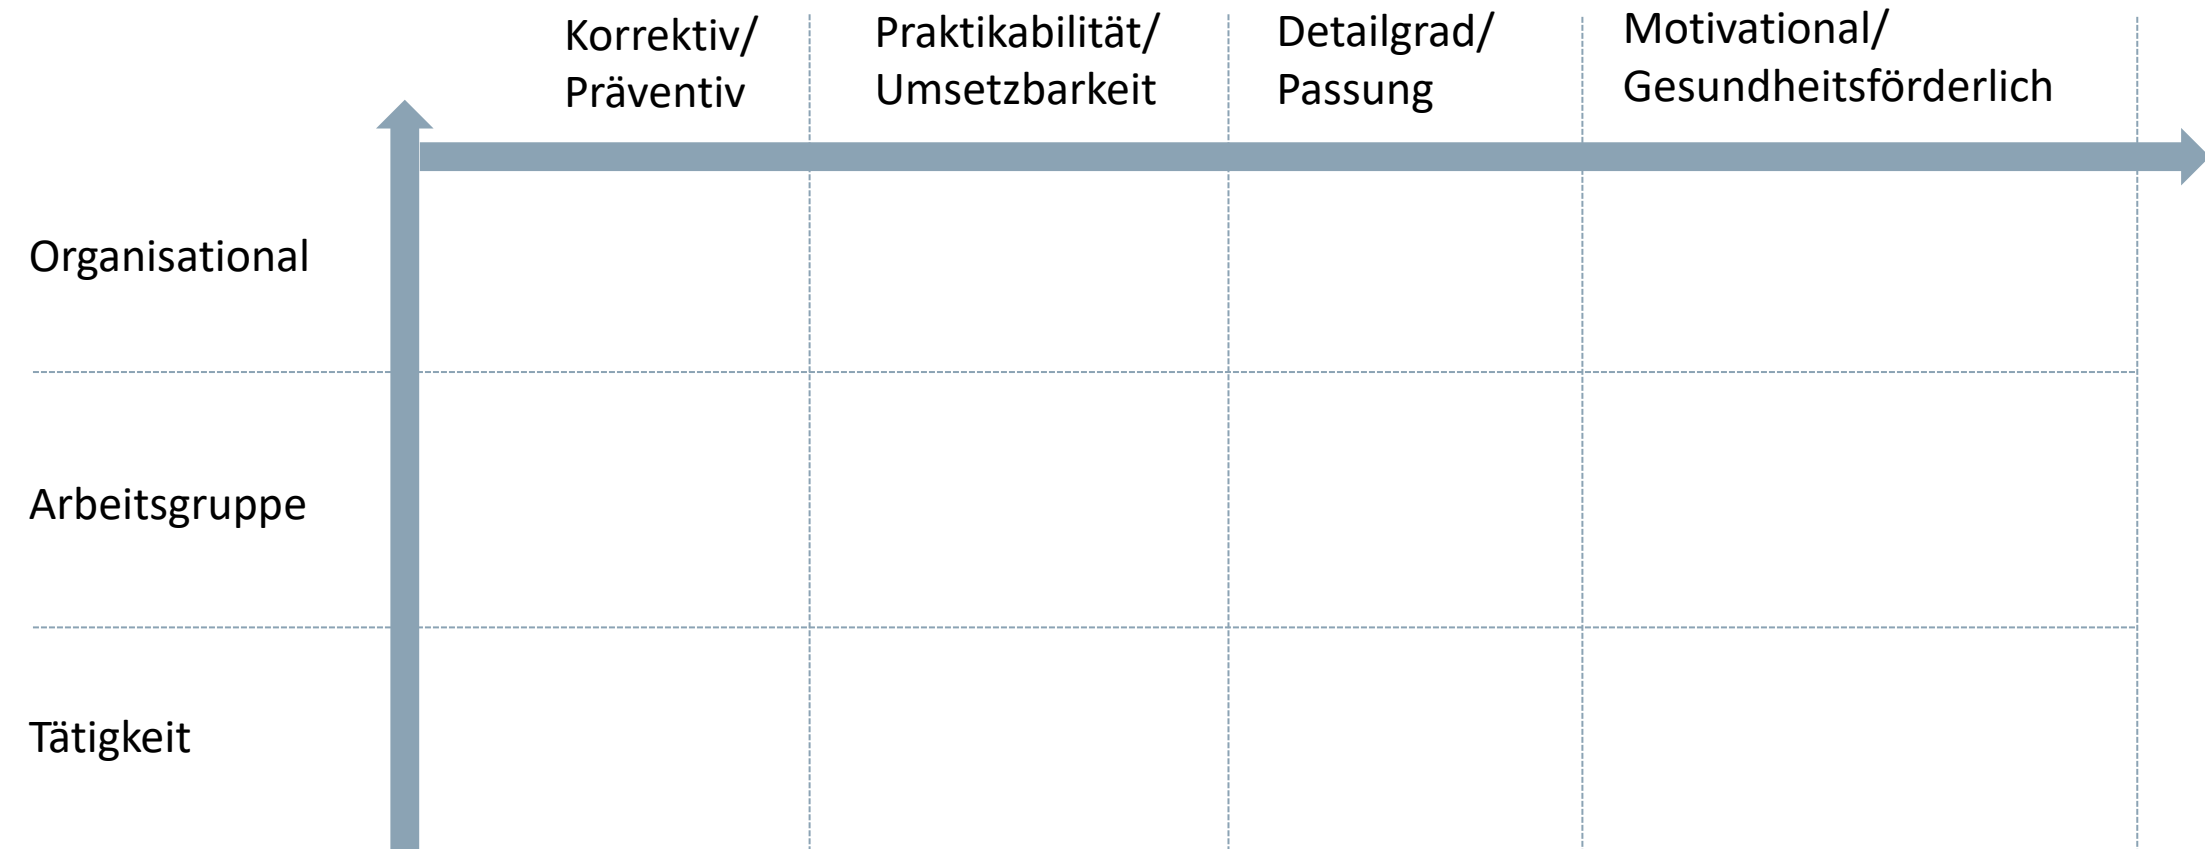 Korrektiv/
Präventiv
Praktikabilität/
Umsetzbarkeit
Detailgrad/
Passung
Motivational/
Gesundheitsförderlich
Organisational
Arbeitsgruppe
Tätigkeit